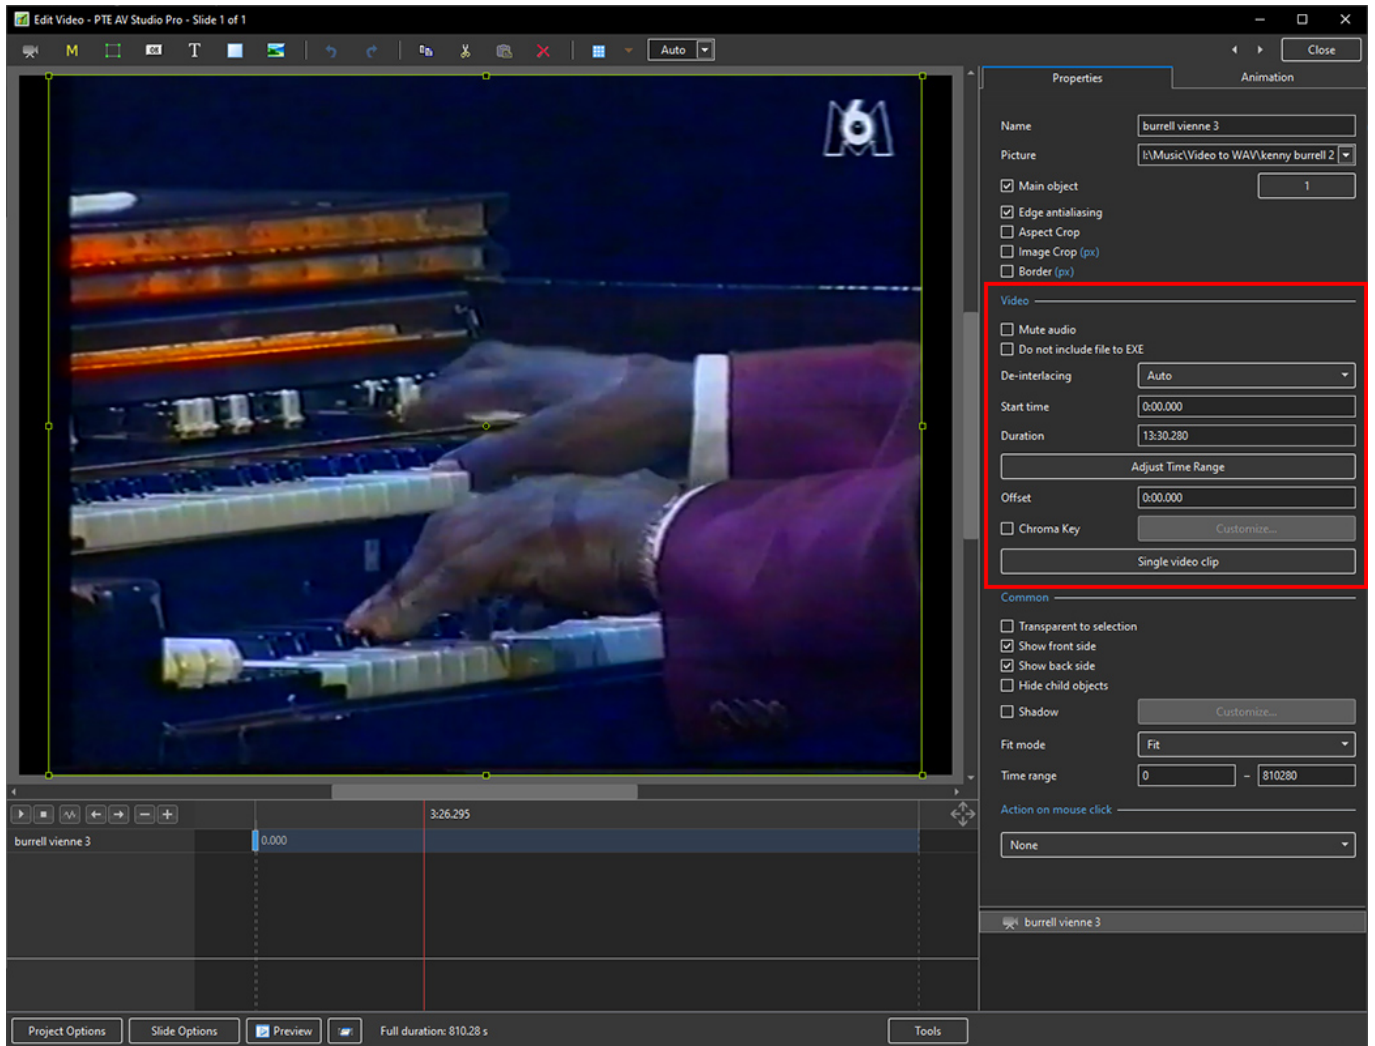 Edit Video - PTE AV Studio Pro - Slide 1 of 1
M OK T Auto Close
Properties Animation
M6
Name burrell vienne 3
Picture I:\Music\Video to WAV\kenny burrell 2
Main object 1
Edge antialiasing
Aspect Crop
Image Crop (px)
Border (px)
Video
Mute audio
Do not include file to EXE
De-interlacing Auto
Start time 0:00.000
Duration 13:30.280
Adjust Time Range
Offset 0:00.000
Chroma Key Customize...
Single video clip
Common
Transparent to selection
Show front side
Show back side
Hide child objects
Shadow Customize...
Fit mode Fit
Time range 0 – 810280
Action on mouse click
None
3:26.295
burrell vienne 3 0.000
burrell vienne 3
Project Options Slide Options Preview Full duration: 810.28 s Tools